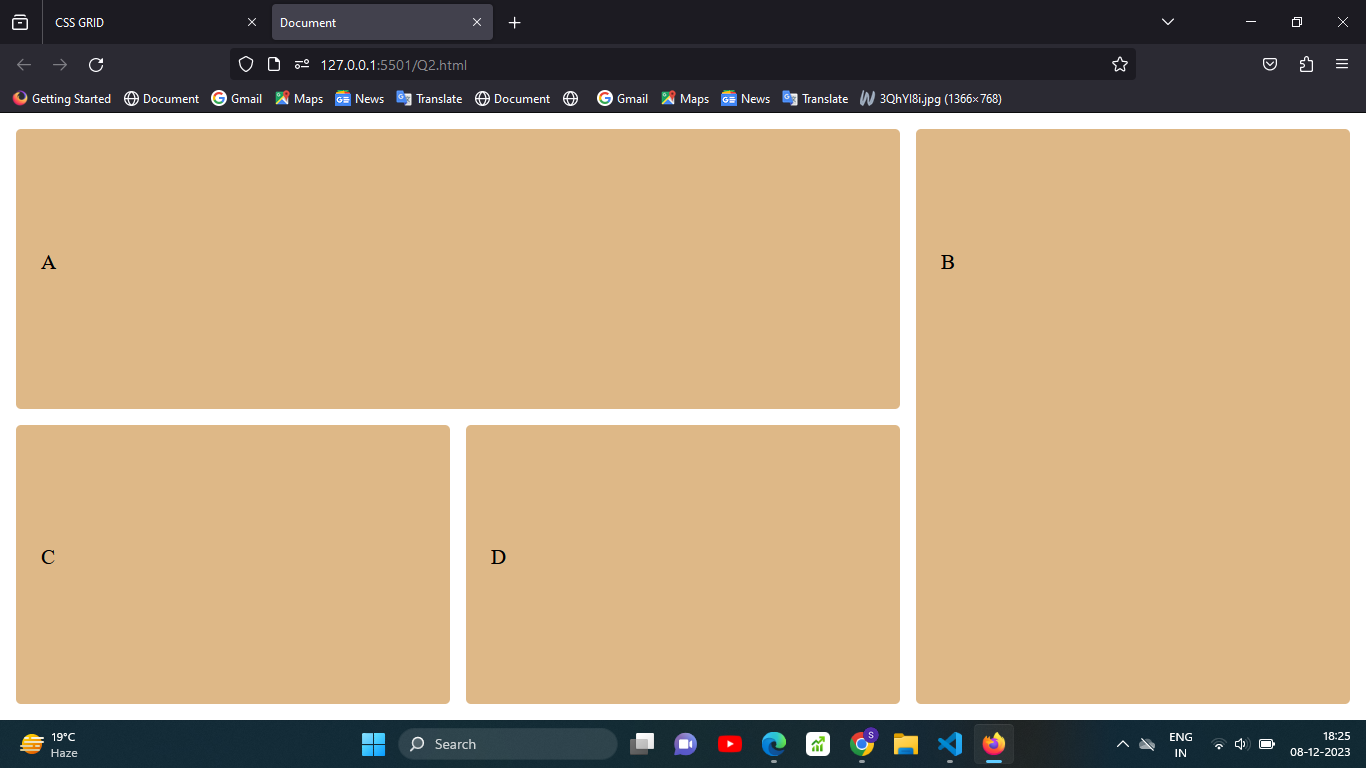 CSS GRID
Document
127.0.0.1:5501/Q2.html
Getting Started Document Gmail Maps News Translate Document Gmail Maps News Translate 3QhYl8i.jpg (1366×768)
A
B
C
D
19°C
Haze
Search
S
ENG
IN
18:25
08-12-2023